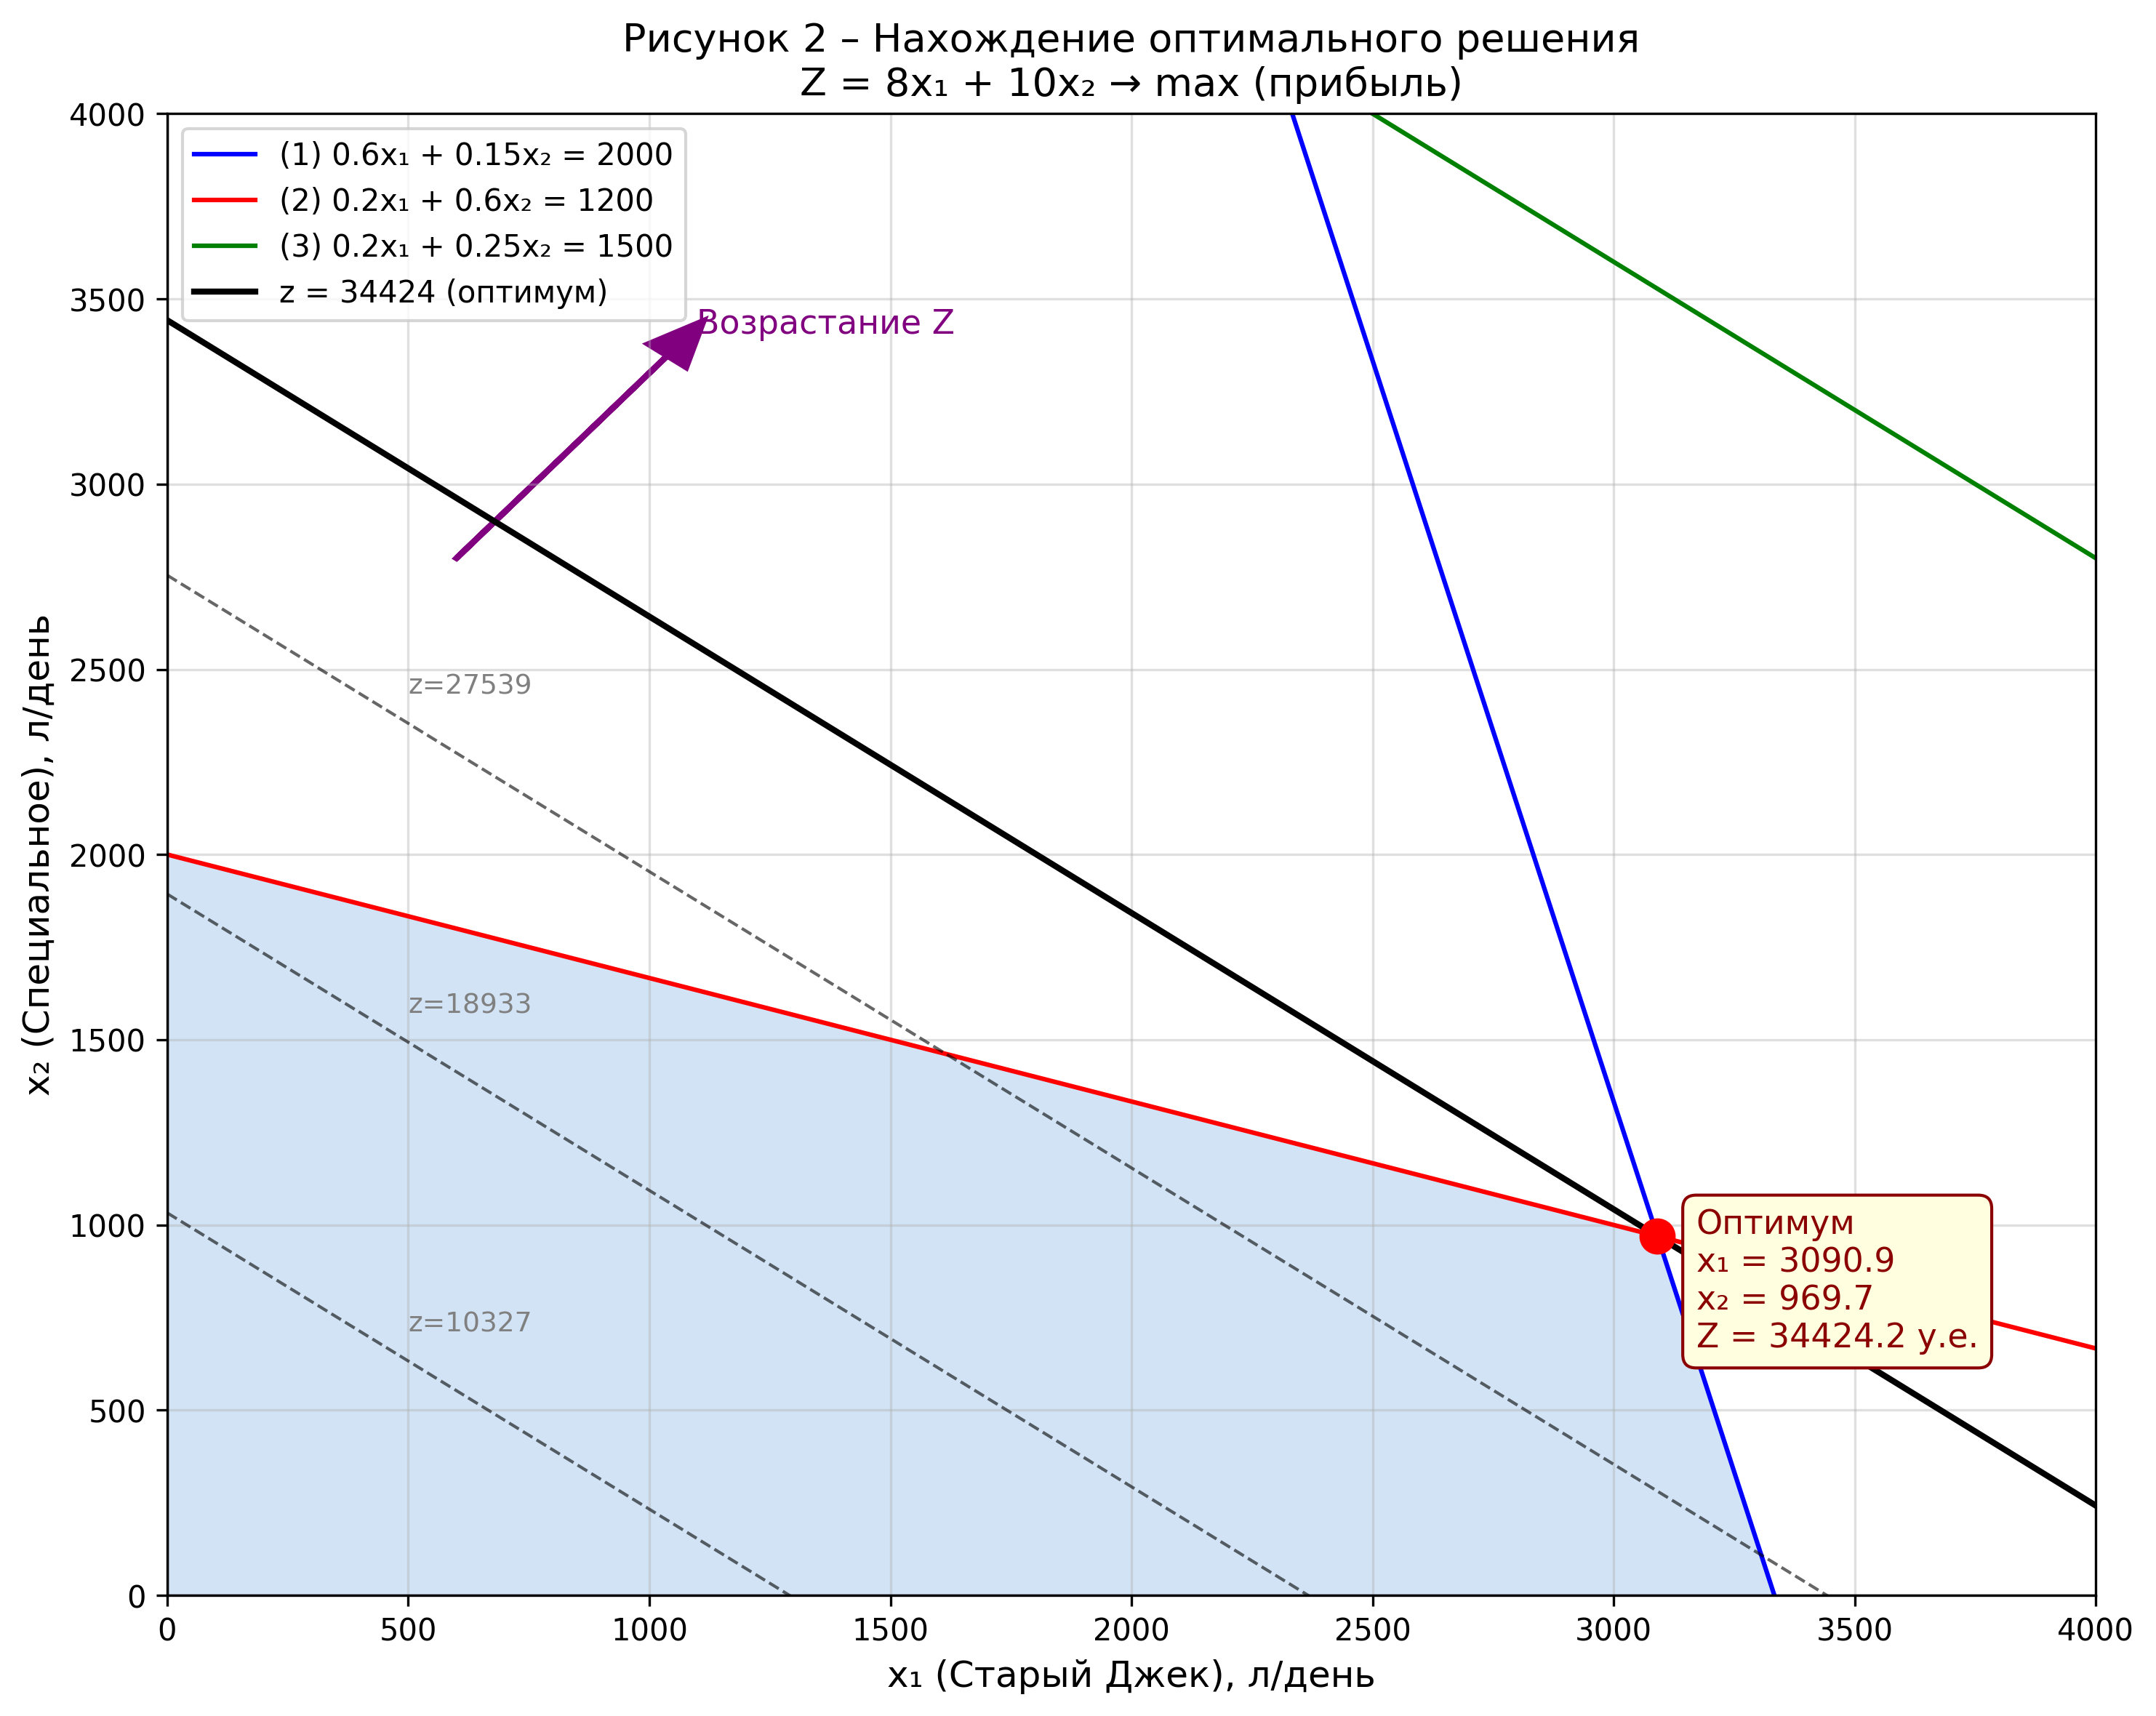 Рисунок 2 – Нахождение оптимального решения
Z = 8x₁ + 10x₂ → max (прибыль)
(1) 0.6x₁ + 0.15x₂ = 2000
(2) 0.2x₁ + 0.6x₂ = 1200
(3) 0.2x₁ + 0.25x₂ = 1500
z = 34424 (оптимум)
Возрастание Z
z=27539
z=18933
z=10327
Оптимум
x₁ = 3090.9
x₂ = 969.7
Z = 34424.2 у.е.
x₂ (Специальное), л/день
4000
3500
3000
2500
2000
1500
1000
500
0
0 500 1000 1500 2000 2500 3000 3500 4000
x₁ (Старый Джек), л/день